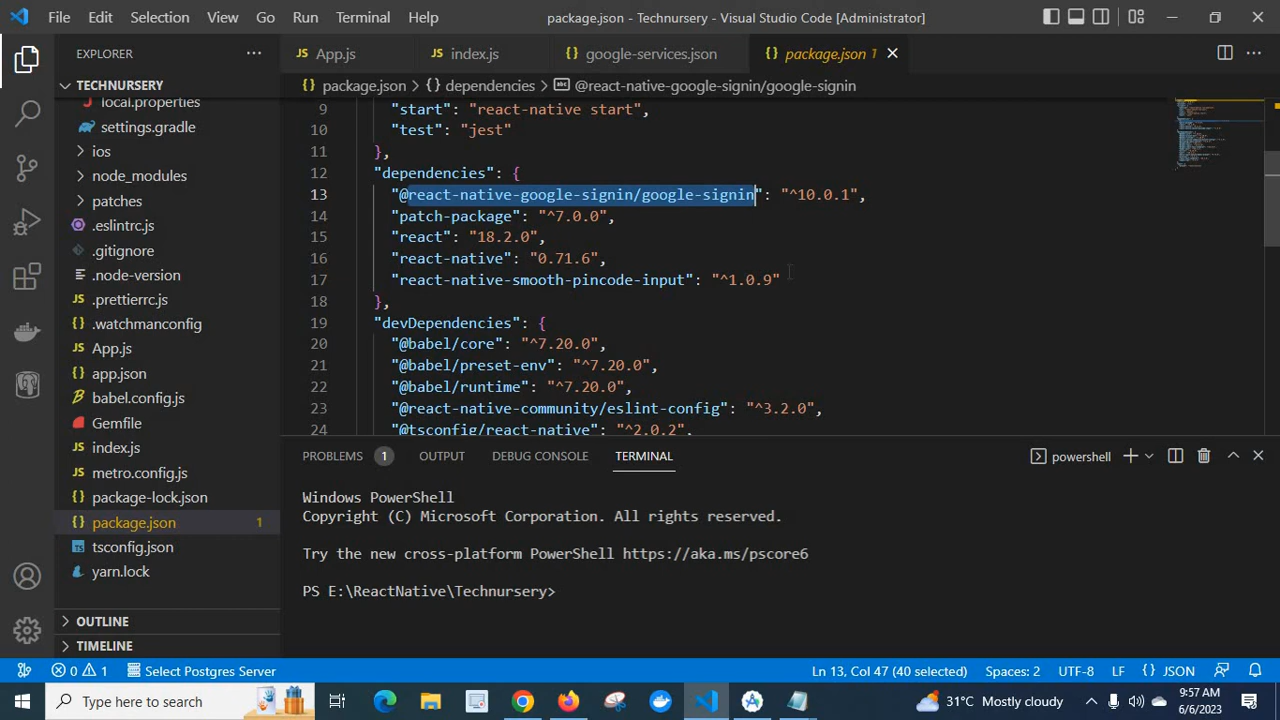 File Edit Selection View Go Run Terminal Help
package.json - Technursery - Visual Studio Code [Administrator]
EXPLORER
App.js
index.js
google-services.json
package.json 1
TECHNURSERY
package.json > {} dependencies > @react-native-google-signin/google-signin
local.properties
settings.gradle
ios
node_modules
patches
.eslintrc.js
.gitignore
.node-version
.prettierrc.js
.watchmanconfig
App.js
app.json
babel.config.js
Gemfile
index.js
metro.config.js
package-lock.json
package.json 1
tsconfig.json
yarn.lock
OUTLINE
TIMELINE
9 "start": "react-native start",
10 "test": "jest"
11 },
12 "dependencies": {
13 "@react-native-google-signin/google-signin": "^10.0.1",
14 "patch-package": "^7.0.0",
15 "react": "18.2.0",
16 "react-native": "0.71.6",
17 "react-native-smooth-pincode-input": "^1.0.9"
18 },
19 "devDependencies": {
20 "@babel/core": "^7.20.0",
21 "@babel/preset-env": "^7.20.0",
22 "@babel/runtime": "^7.20.0",
23 "@react-native-community/eslint-config": "^3.2.0",
24 "@tsconfig/react-native": "^2.0.2",
PROBLEMS 1 OUTPUT DEBUG CONSOLE TERMINAL
powershell
Windows PowerShell
Copyright (C) Microsoft Corporation. All rights reserved.
Try the new cross-platform PowerShell https://aka.ms/pscore6
PS E:\ReactNative\Technursery>
0 1 Select Postgres Server
Ln 13, Col 47 (40 selected) Spaces: 2 UTF-8 LF {} JSON
Type here to search
31°C Mostly cloudy
9:57 AM
6/6/2023